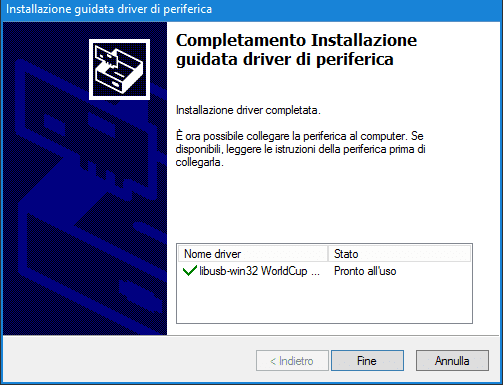 Installazione guidata driver di periferica
Completamento Installazione
guidata driver di periferica
Installazione driver completata.
È ora possibile collegare la periferica al computer. Se
disponibili, leggere le istruzioni della periferica prima di
collegarla.
Nome driver Stato
libusb-win32 WorldCup ... Pronto all'uso
< Indietro Fine Annulla